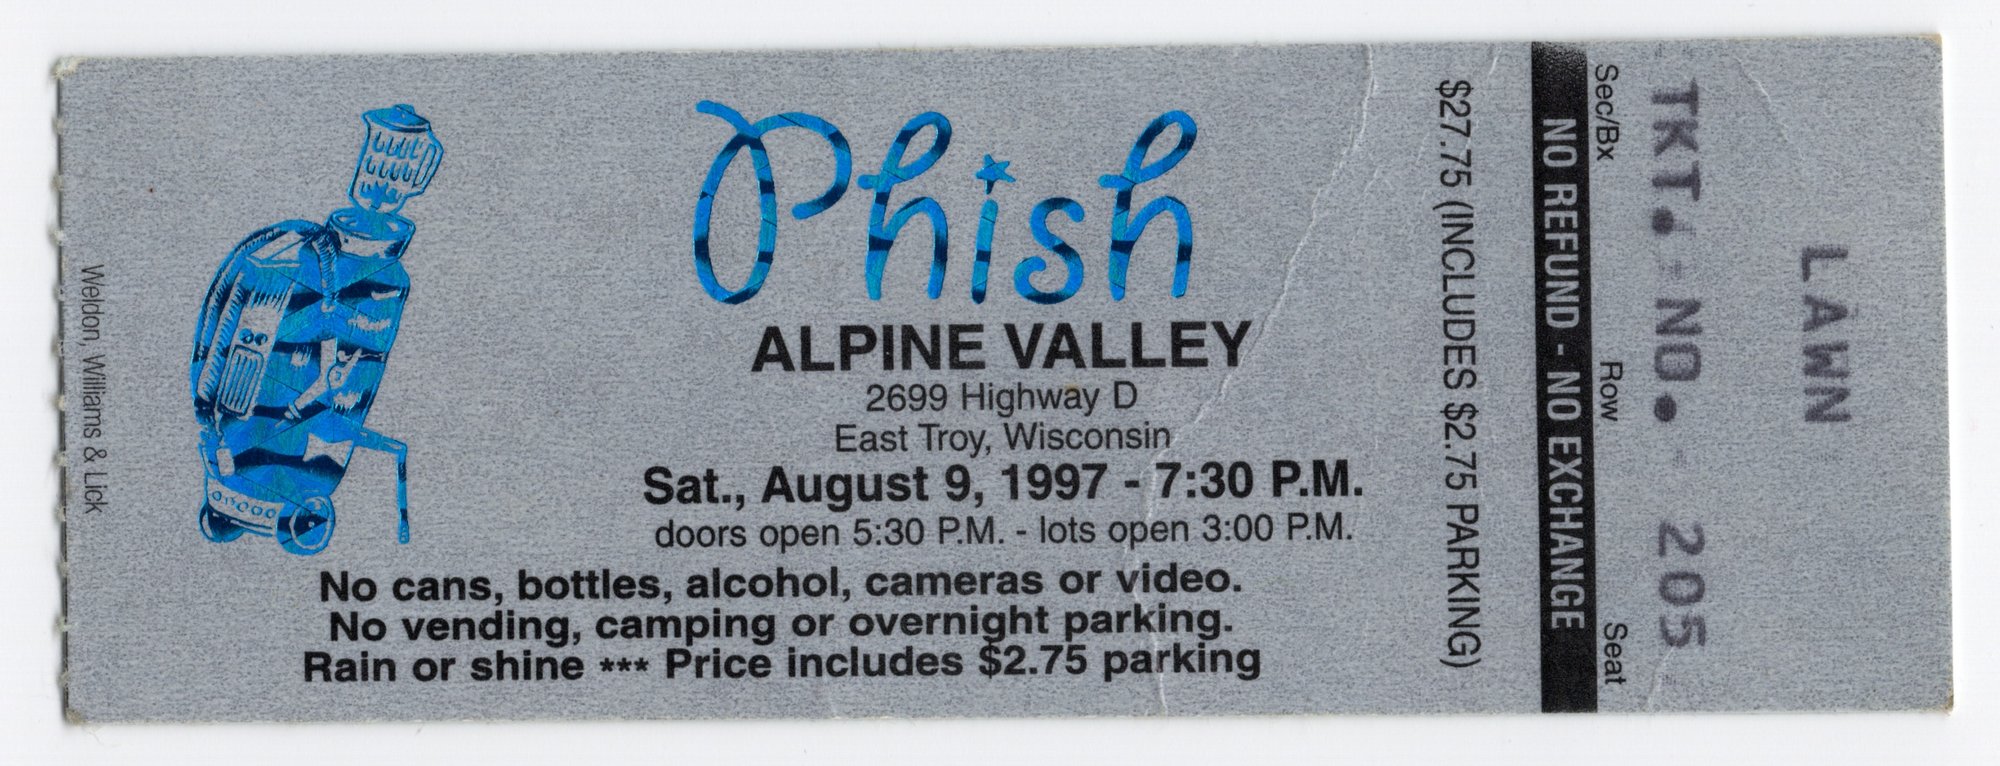 Weldon, Williams & Lick
Phish
ALPINE VALLEY
2699 Highway D
East Troy, Wisconsin
Sat., August 9, 1997 - 7:30 P.M.
doors open 5:30 P.M. - lots open 3:00 P.M.
No cans, bottles, alcohol, cameras or video.
No vending, camping or overnight parking.
Rain or shine *** Price includes $2.75 parking
$27.75 (INCLUDES $2.75 PARKING)
NO REFUND - NO EXCHANGE
Sec/Bx Row Seat
TKT. NO. - 205
LAWN